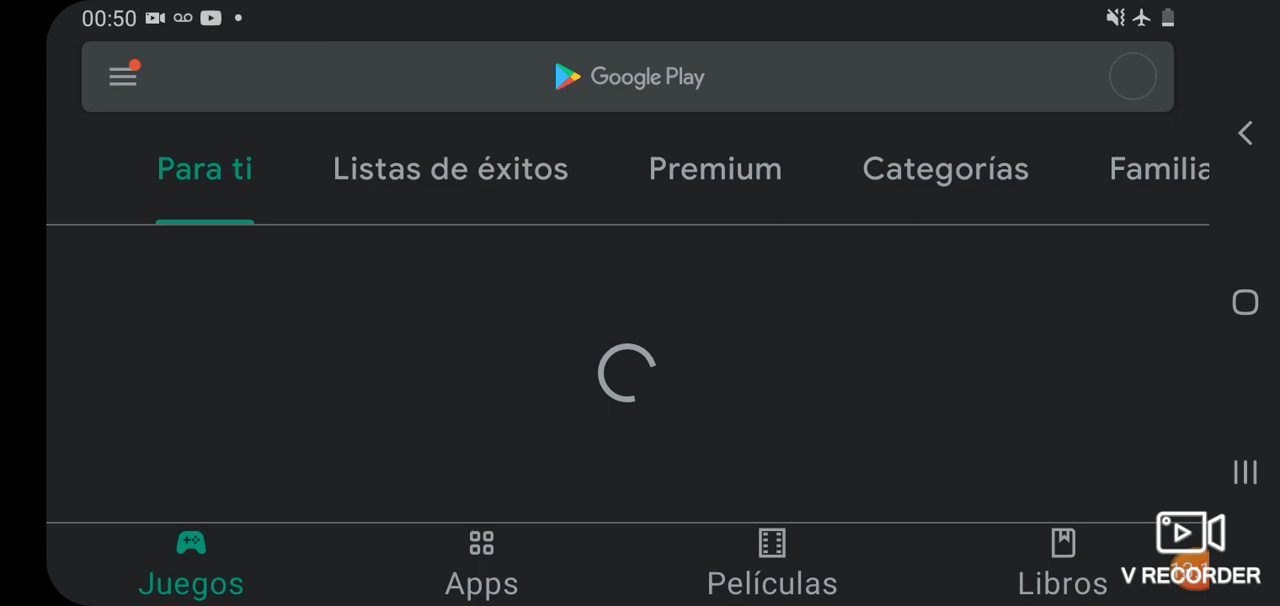 00:50
Google Play
Para ti Listas de éxitos Premium Categorías Familia
Juegos Apps Películas Libros
V RECORDER